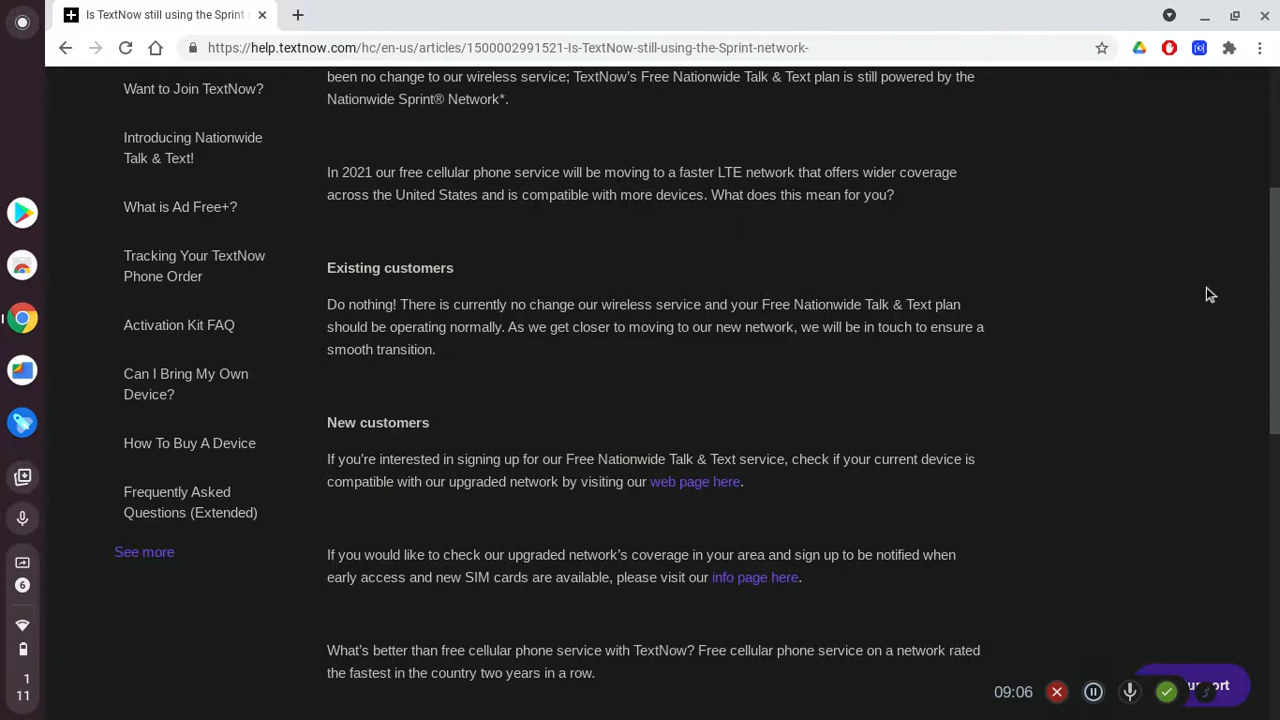 Is TextNow still using the Sprint
https://help.textnow.com/hc/en-us/articles/1500002991521-Is-TextNow-still-using-the-Sprint-network-
Want to Join TextNow?
Introducing Nationwide
Talk & Text!
What is Ad Free+?
Tracking Your TextNow
Phone Order
Activation Kit FAQ
Can I Bring My Own
Device?
How To Buy A Device
Frequently Asked
Questions (Extended)
See more
been no change to our wireless service; TextNow's Free Nationwide Talk & Text plan is still powered by the
Nationwide Sprint® Network*.
In 2021 our free cellular phone service will be moving to a faster LTE network that offers wider coverage
across the United States and is compatible with more devices. What does this mean for you?
Existing customers
Do nothing! There is currently no change our wireless service and your Free Nationwide Talk & Text plan
should be operating normally. As we get closer to moving to our new network, we will be in touch to ensure a
smooth transition.
New customers
If you're interested in signing up for our Free Nationwide Talk & Text service, check if your current device is
compatible with our upgraded network by visiting our web page here.
If you would like to check our upgraded network's coverage in your area and sign up to be notified when
early access and new SIM cards are available, please visit our info page here.
What's better than free cellular phone service with TextNow? Free cellular phone service on a network rated
the fastest in the country two years in a row.
6
1
11
09:06